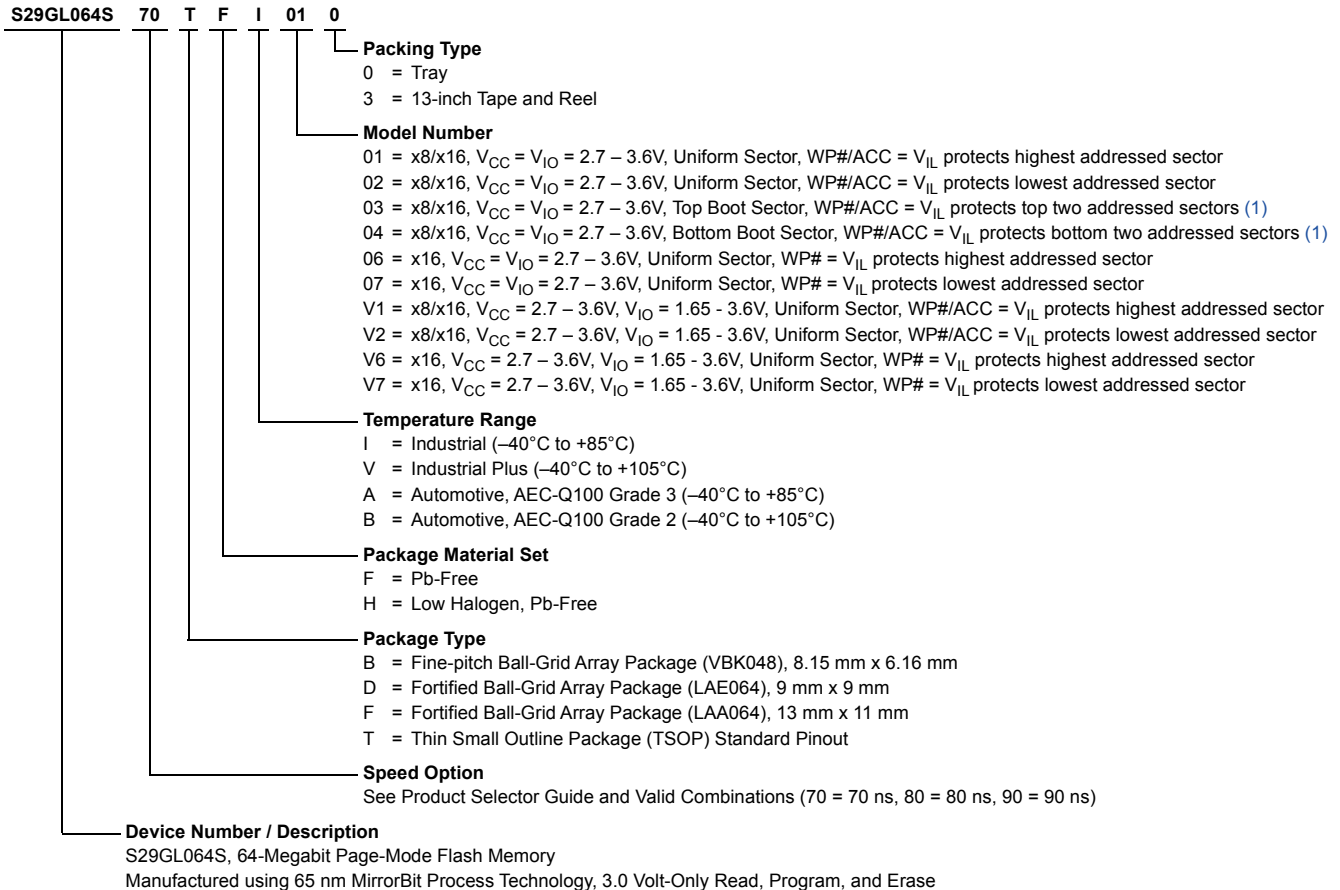 S29GL064S 70 T F I 01 0
Packing Type
0 = Tray
3 = 13-inch Tape and Reel
Model Number
01 = x8/x16, VCC = VIO = 2.7 – 3.6V, Uniform Sector, WP#/ACC = VIL protects highest addressed sector
02 = x8/x16, VCC = VIO = 2.7 – 3.6V, Uniform Sector, WP#/ACC = VIL protects lowest addressed sector
03 = x8/x16, VCC = VIO = 2.7 – 3.6V, Top Boot Sector, WP#/ACC = VIL protects top two addressed sectors (1)
04 = x8/x16, VCC = VIO = 2.7 – 3.6V, Bottom Boot Sector, WP#/ACC = VIL protects bottom two addressed sectors (1)
06 = x16, VCC = VIO = 2.7 – 3.6V, Uniform Sector, WP# = VIL protects highest addressed sector
07 = x16, VCC = VIO = 2.7 – 3.6V, Uniform Sector, WP# = VIL protects lowest addressed sector
V1 = x8/x16, VCC = 2.7 – 3.6V, VIO = 1.65 - 3.6V, Uniform Sector, WP#/ACC = VIL protects highest addressed sector
V2 = x8/x16, VCC = 2.7 – 3.6V, VIO = 1.65 - 3.6V, Uniform Sector, WP#/ACC = VIL protects lowest addressed sector
V6 = x16, VCC = 2.7 – 3.6V, VIO = 1.65 - 3.6V, Uniform Sector, WP# = VIL protects highest addressed sector
V7 = x16, VCC = 2.7 – 3.6V, VIO = 1.65 - 3.6V, Uniform Sector, WP# = VIL protects lowest addressed sector
Temperature Range
I = Industrial (–40°C to +85°C)
V = Industrial Plus (–40°C to +105°C)
A = Automotive, AEC-Q100 Grade 3 (–40°C to +85°C)
B = Automotive, AEC-Q100 Grade 2 (–40°C to +105°C)
Package Material Set
F = Pb-Free
H = Low Halogen, Pb-Free
Package Type
B = Fine-pitch Ball-Grid Array Package (VBK048), 8.15 mm x 6.16 mm
D = Fortified Ball-Grid Array Package (LAE064), 9 mm x 9 mm
F = Fortified Ball-Grid Array Package (LAA064), 13 mm x 11 mm
T = Thin Small Outline Package (TSOP) Standard Pinout
Speed Option
See Product Selector Guide and Valid Combinations (70 = 70 ns, 80 = 80 ns, 90 = 90 ns)
Device Number / Description
S29GL064S, 64-Megabit Page-Mode Flash Memory
Manufactured using 65 nm MirrorBit Process Technology, 3.0 Volt-Only Read, Program, and Erase